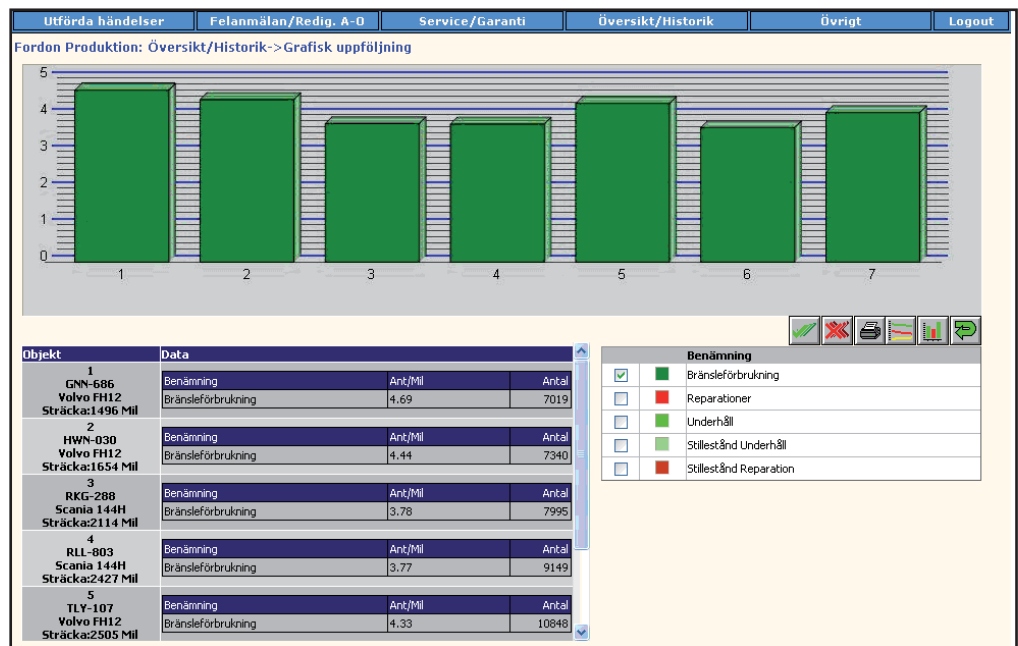 Utförda händelser Felanmälan/Redig. A-O Service/Garanti Översikt/Historik Övrigt Logout
Fordon Produktion: Översikt/Historik->Grafisk uppföljning
5
4
3
2
1
0
1 2 3 4 5 6 7
Objekt Data
1
GNN-686
Volvo FH12
Sträcka:1496 Mil
Benämning Ant/Mil Antal
Bränsleförbrukning 4.69 7019
2
HWN-030
Volvo FH12
Sträcka:1654 Mil
Benämning Ant/Mil Antal
Bränsleförbrukning 4.44 7340
3
RKG-288
Scania 144H
Sträcka:2114 Mil
Benämning Ant/Mil Antal
Bränsleförbrukning 3.78 7995
4
RLL-803
Scania 144H
Sträcka:2427 Mil
Benämning Ant/Mil Antal
Bränsleförbrukning 3.77 9149
5
TLY-107
Volvo FH12
Sträcka:2505 Mil
Benämning Ant/Mil Antal
Bränsleförbrukning 4.33 10848
Benämning
Bränsleförbrukning
Reparationer
Underhåll
Stillestånd Underhåll
Stillestånd Reparation